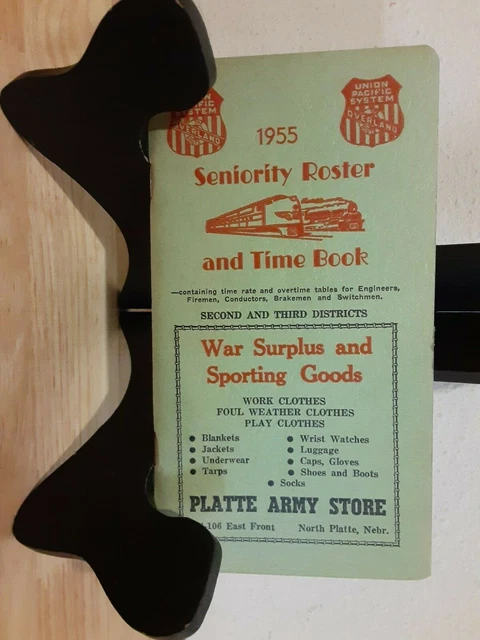 UNION
PACIFIC
SYSTEM
OVERLAND
PACIFIC
SYSTEM
OVERLAND
1955
Seniority Roster
and Time Book
—containing time rate and overtime tables for Engineers,
Firemen, Conductors, Brakemen and Switchmen.
SECOND AND THIRD DISTRICTS
War Surplus and
Sporting Goods
WORK CLOTHES
FOUL WEATHER CLOTHES
PLAY CLOTHES
● Blankets
● Jackets
● Underwear
● Tarps
● Wrist Watches
● Luggage
● Caps, Gloves
● Shoes and Boots
● Socks
PLATTE ARMY STORE
106 East Front North Platte, Nebr.